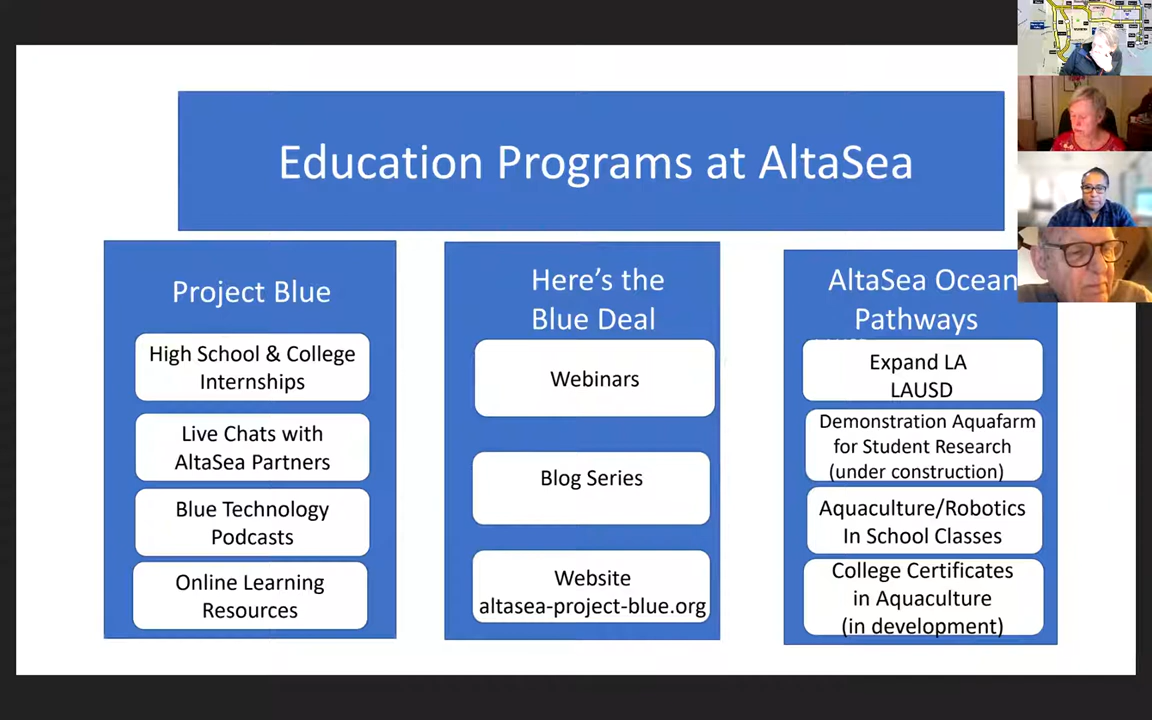 Education Programs at AltaSea
Project Blue
High School & College
Internships
Live Chats with
AltaSea Partners
Blue Technology
Podcasts
Online Learning
Resources
Here's the
Blue Deal
Webinars
Blog Series
Website
altasea-project-blue.org
AltaSea Ocean
Pathways
Expand LA
LAUSD
Demonstration Aquafarm
for Student Research
(under construction)
Aquaculture/Robotics
In School Classes
College Certificates
in Aquaculture
(in development)